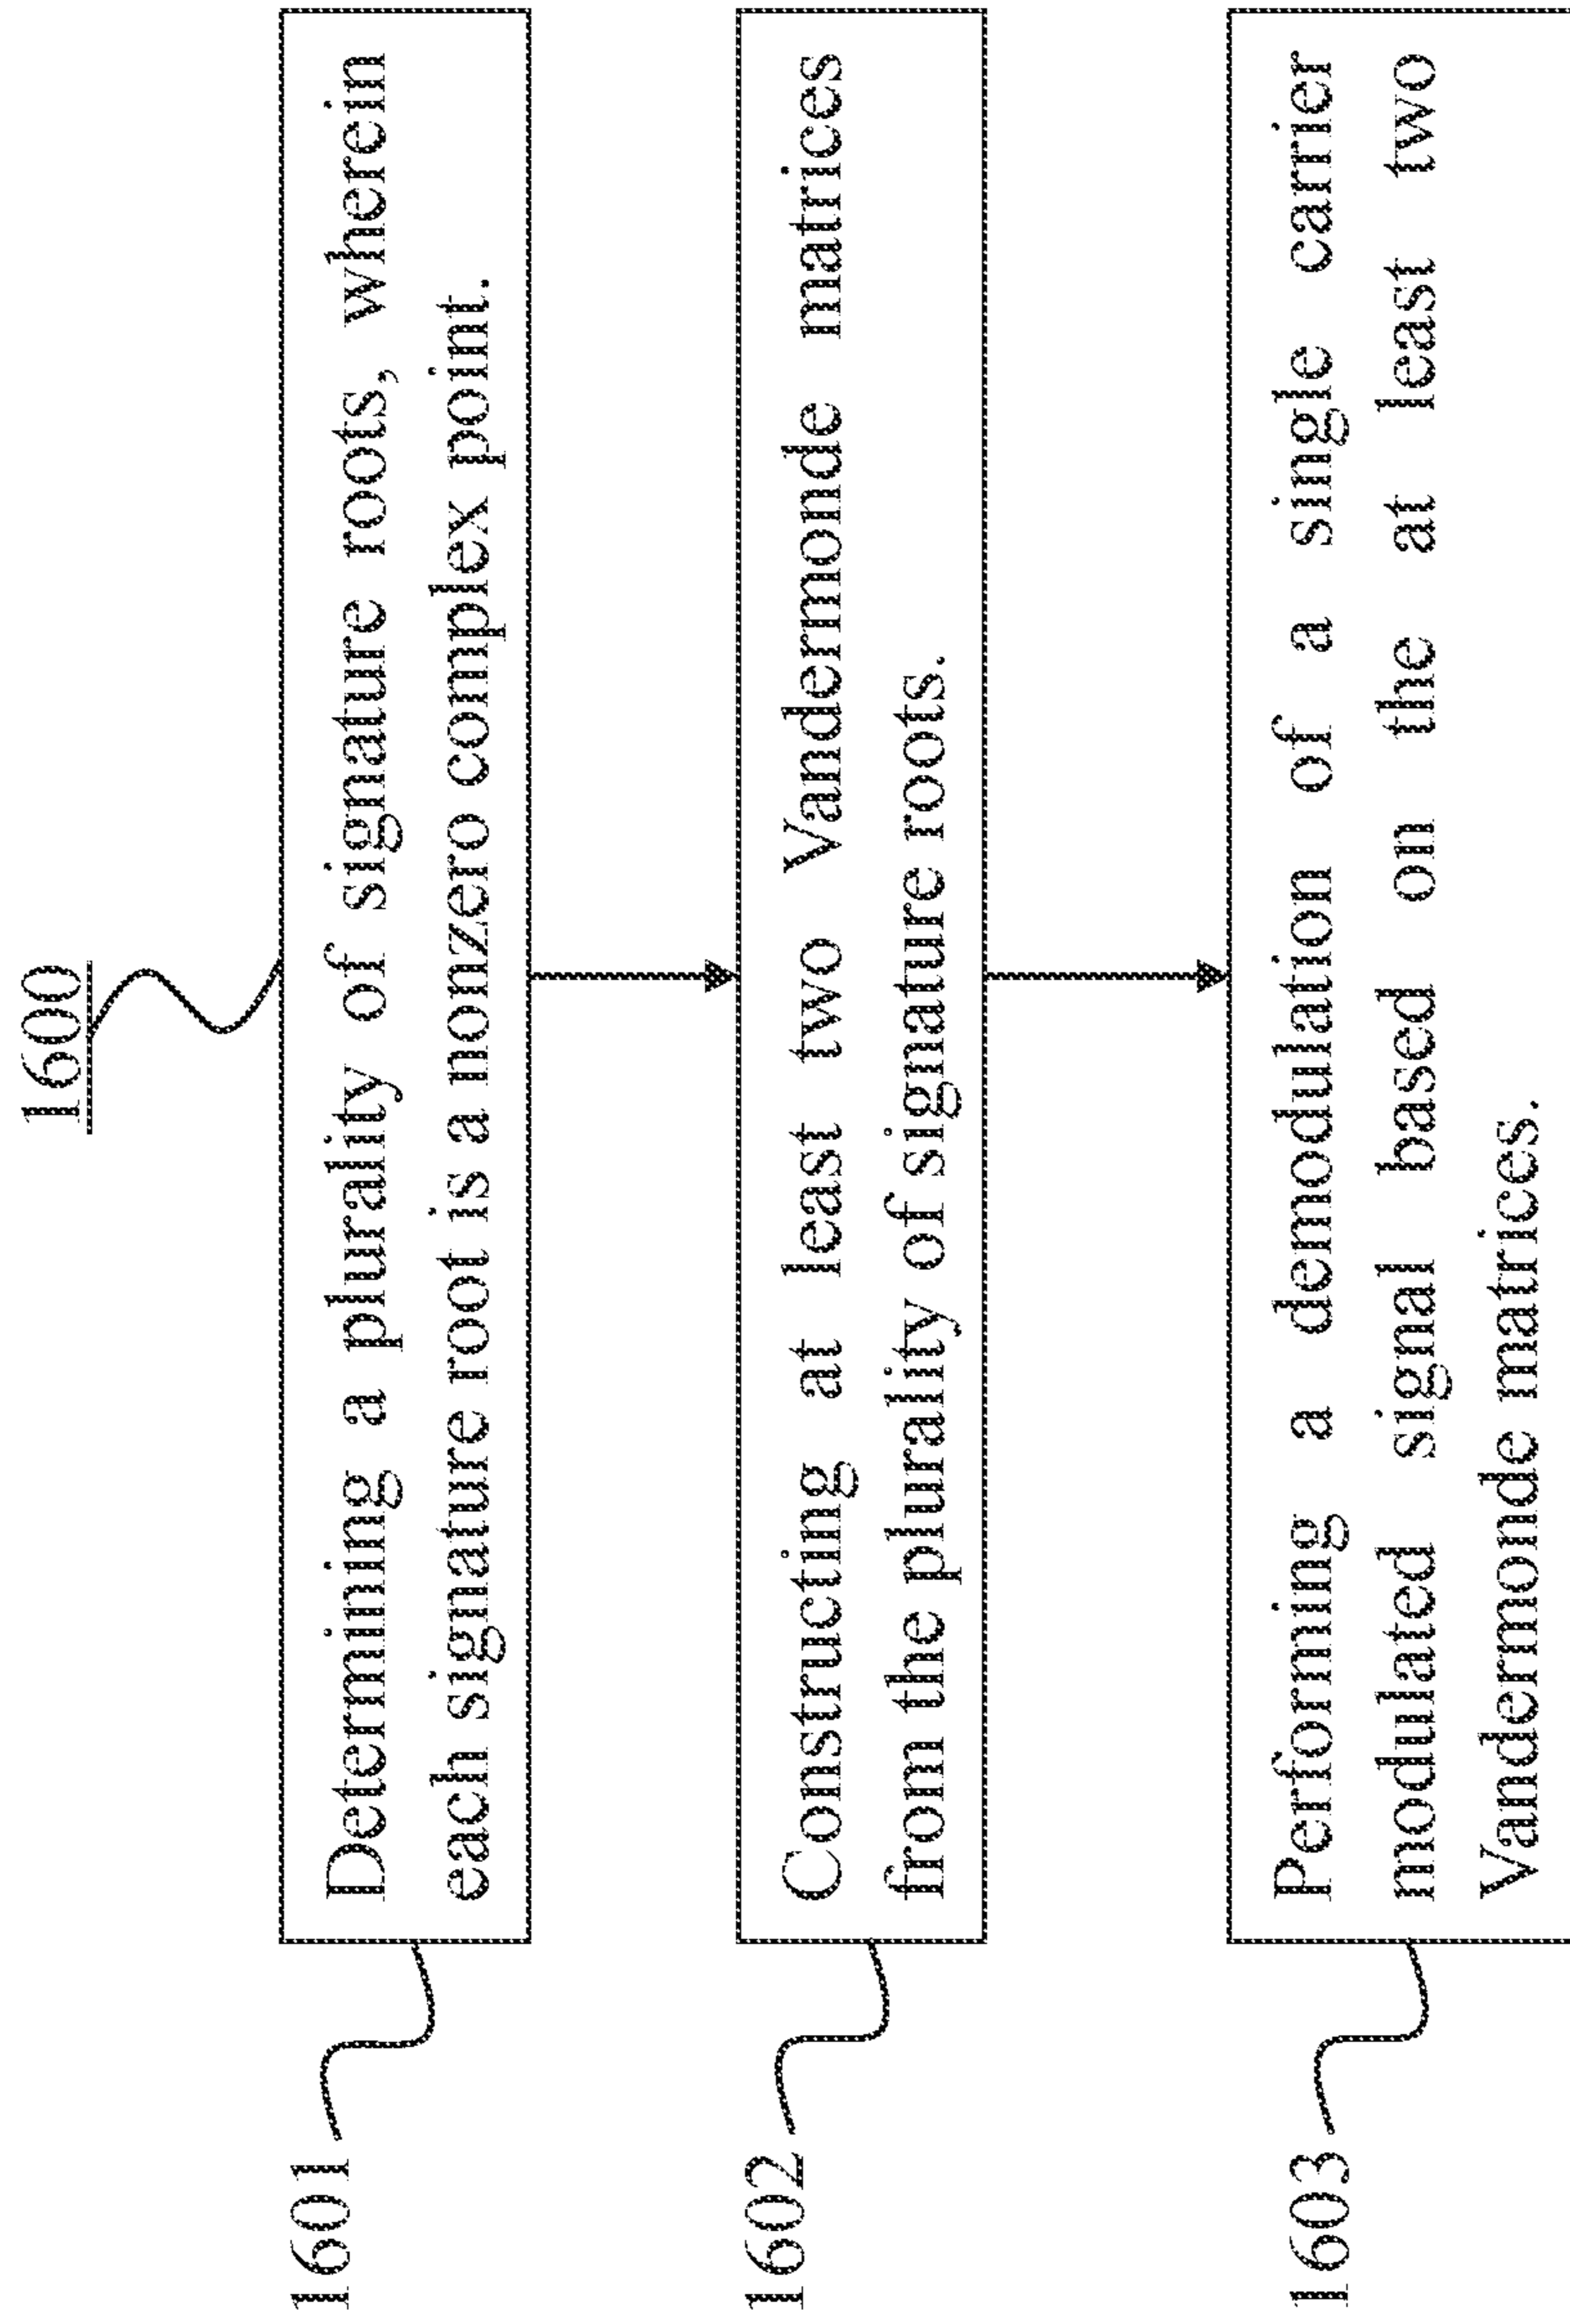 1600
1601
Determining a plurality of signature roots, wherein
each signature root is a nonzero complex point.
1602
Constructing at least two Vandermonde matrices
from the plurality of signature roots.
1603
Performing a demodulation of a single carrier
modulated signal based on the at least two
Vandermonde matrices.